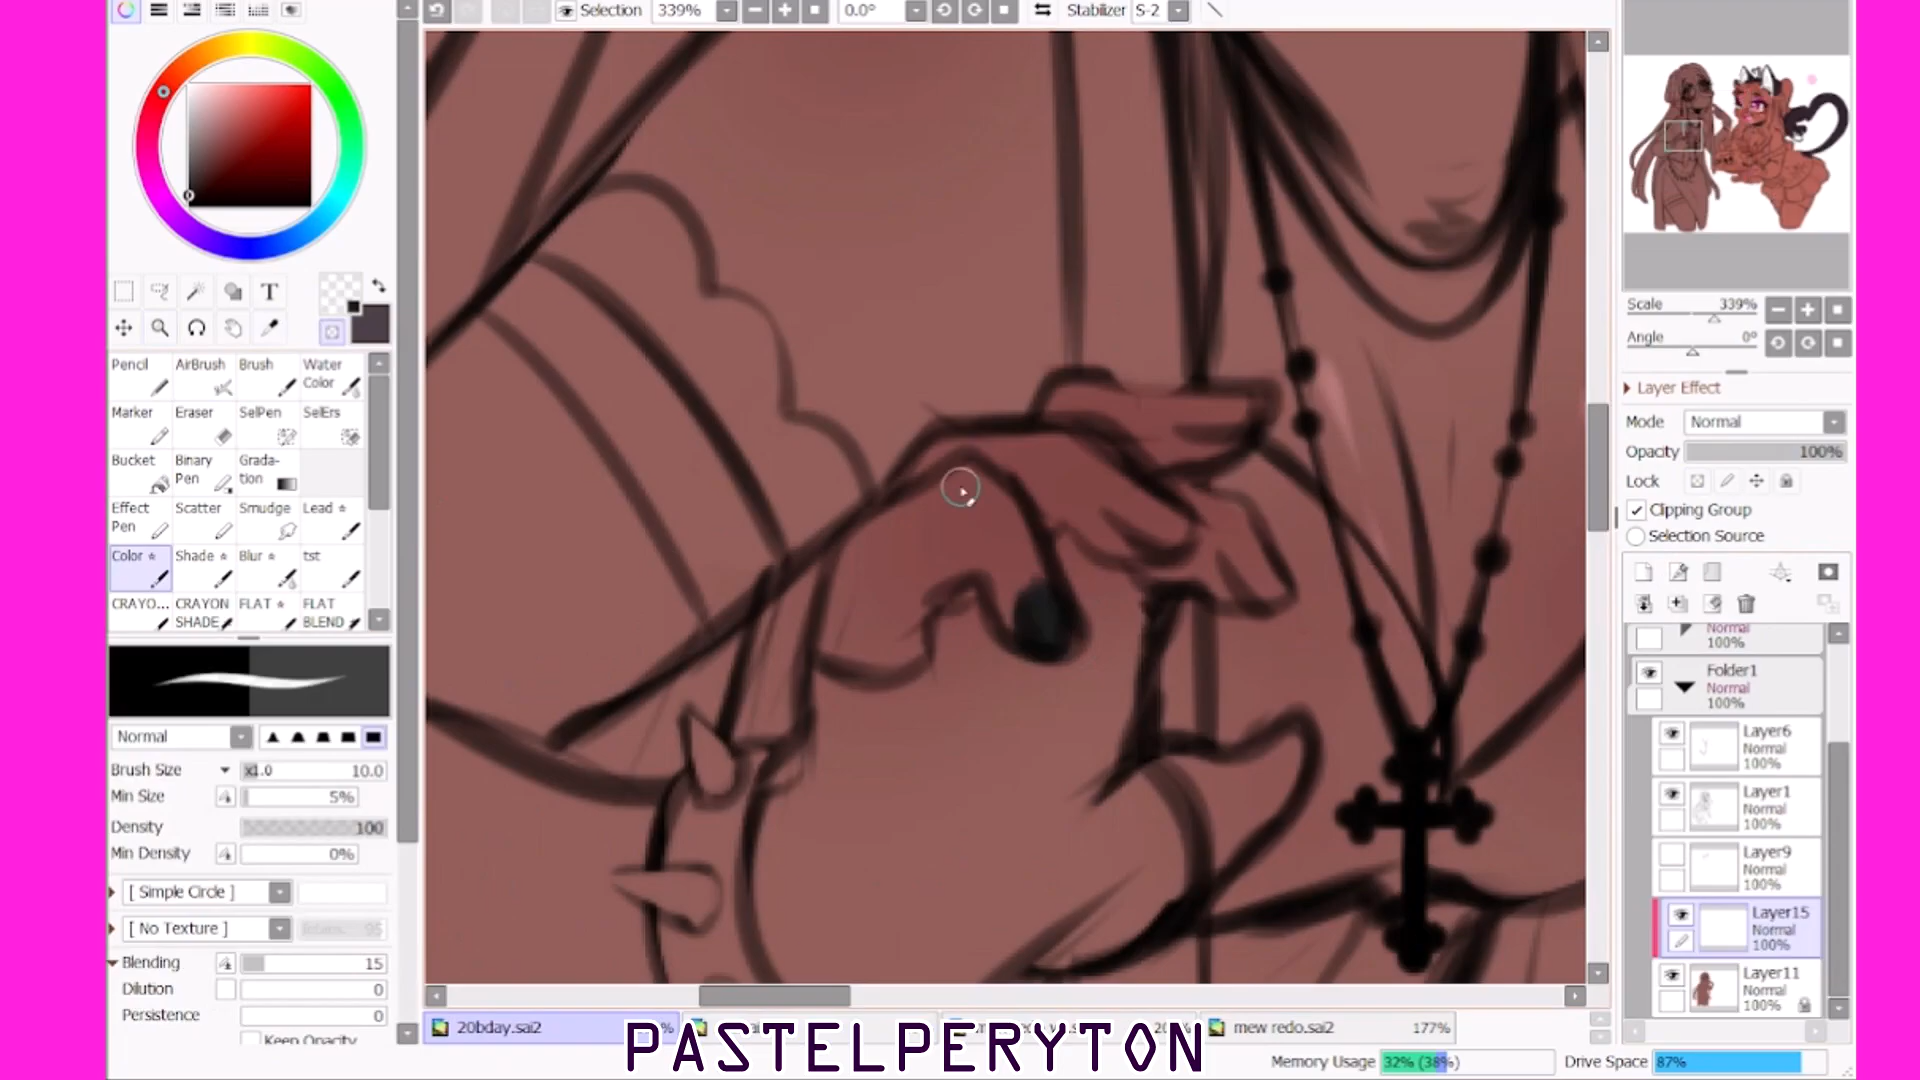 Selection 339% 0.0° Stabilizer S-2
T
Pencil AirBrush Brush Water Color
Marker Eraser SelPen SelErs
Bucket Binary Pen Grada-tion
Effect Pen Scatter Smudge Lead
Color Shade Blur tst
CRAYO... CRAYON SHADE FLAT FLAT BLEND
Normal
Brush Size x1.0 10.0
Min Size 5%
Density 100
Min Density 0%
[ Simple Circle ]
[ No Texture ] 95
Blending 15
Dilution 0
Persistence 0
Keep Opacity
Scale 339%
Angle 0°
Layer Effect
Mode Normal
Opacity 100%
Lock
Clipping Group
Selection Source
Normal
100%
Folder1
Normal
100%
Layer6
Normal
100%
Layer1
Normal
100%
Layer9
Normal
100%
Layer15
Normal
100%
Layer11
Normal
100%
20bday.sai2
mew redo.sai2 177%
PASTELPERYTON
Memory Usage 32% (38%) Drive Space 87%